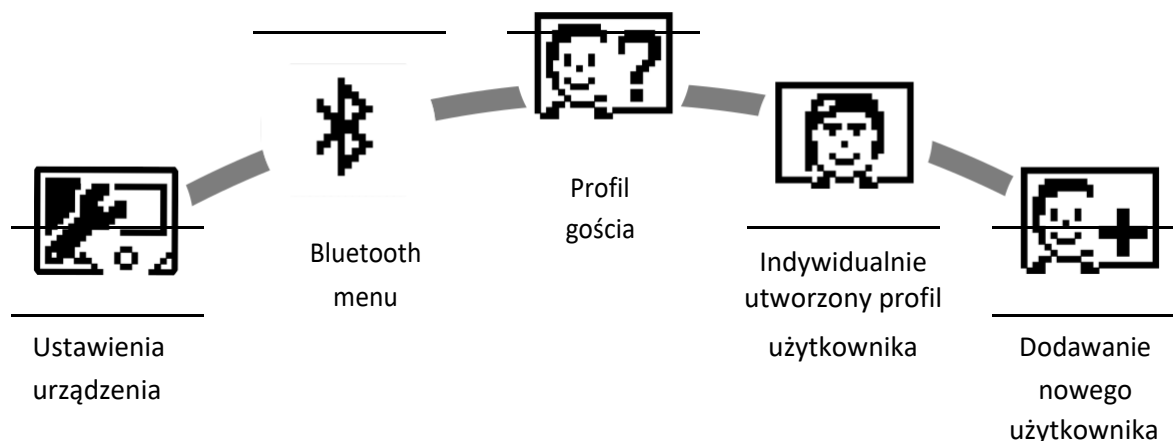 Ustawienia
urządzenia
Bluetooth
menu
Profil
gościa
?
Indywidualnie
utworzony profil
użytkownika
+
Dodawanie
nowego
użytkownika